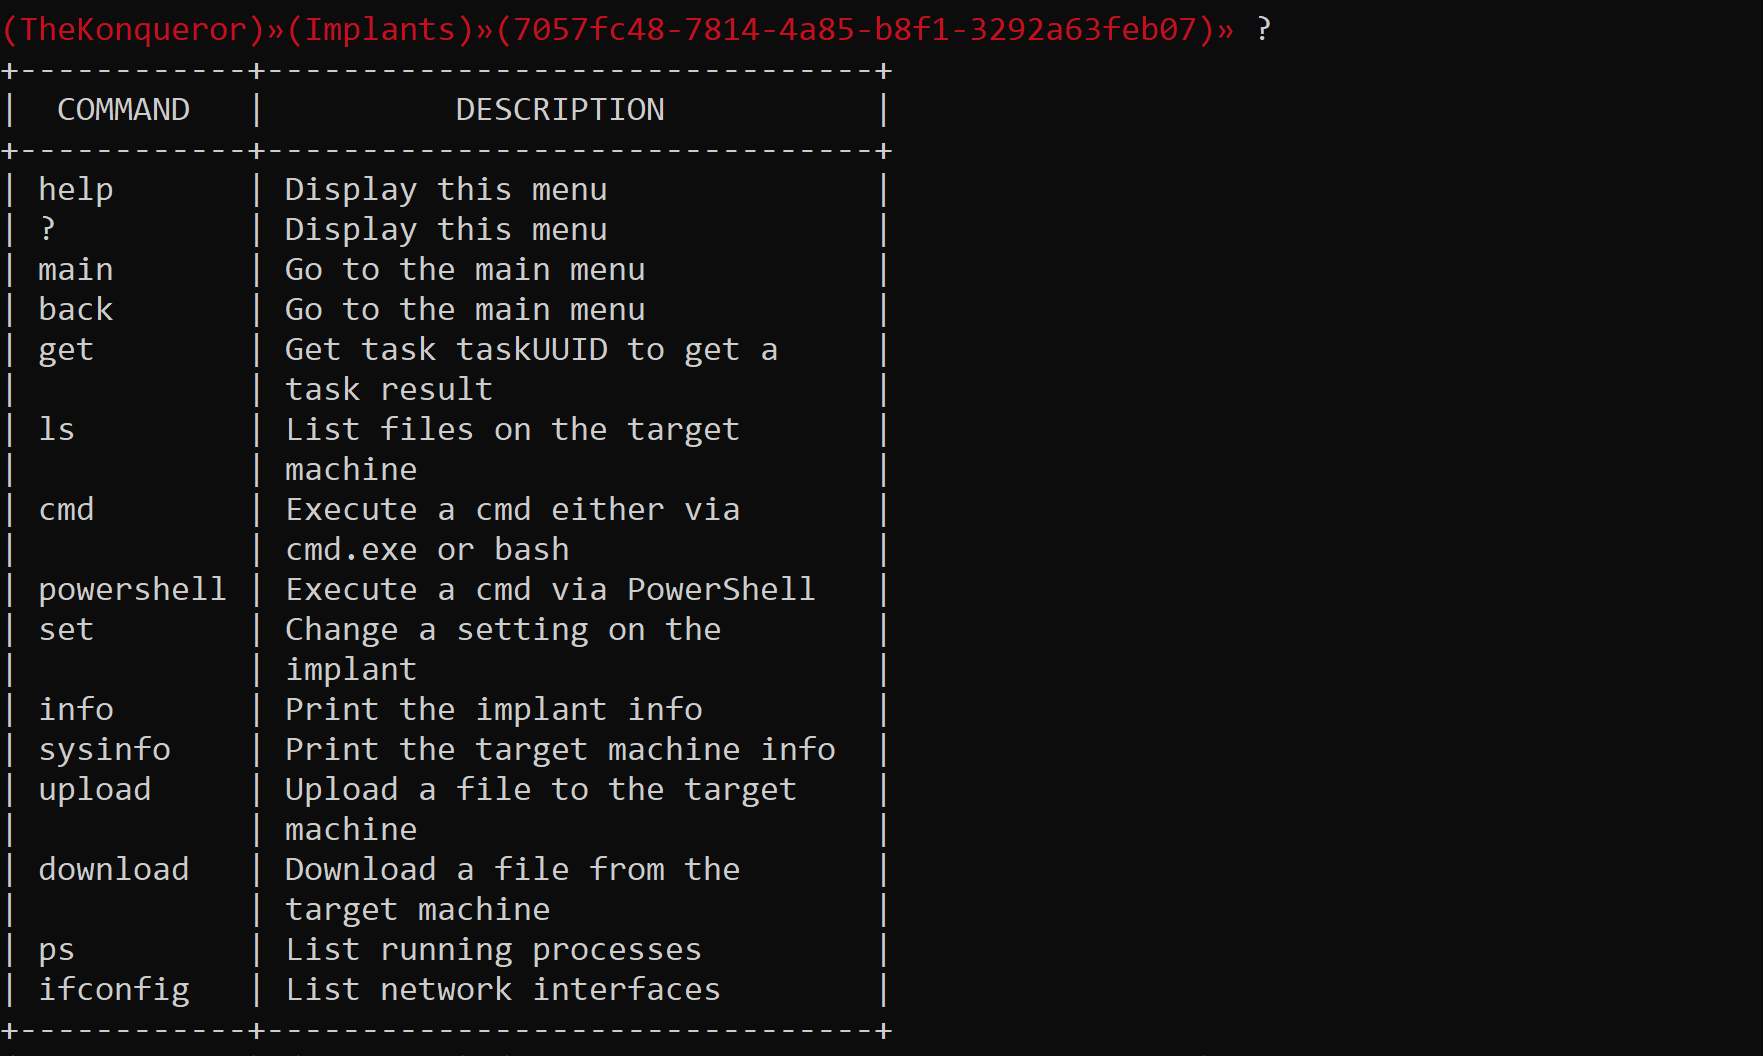 (TheKonqueror)»(Implants)»(7057fc48-7814-4a85-b8f1-3292a63feb07)» ?
+------------+--------------------------------+
|  COMMAND   |          DESCRIPTION           |
+------------+--------------------------------+
| help       | Display this menu              |
| ?          | Display this menu              |
| main       | Go to the main menu            |
| back       | Go to the main menu            |
| get        | Get task taskUUID to get a     |
|            | task result                    |
| ls         | List files on the target       |
|            | machine                        |
| cmd        | Execute a cmd either via       |
|            | cmd.exe or bash                |
| powershell | Execute a cmd via PowerShell   |
| set        | Change a setting on the        |
|            | implant                        |
| info       | Print the implant info         |
| sysinfo    | Print the target machine info  |
| upload     | Upload a file to the target    |
|            | machine                        |
| download   | Download a file from the       |
|            | target machine                 |
| ps         | List running processes         |
| ifconfig   | List network interfaces        |
+------------+--------------------------------+